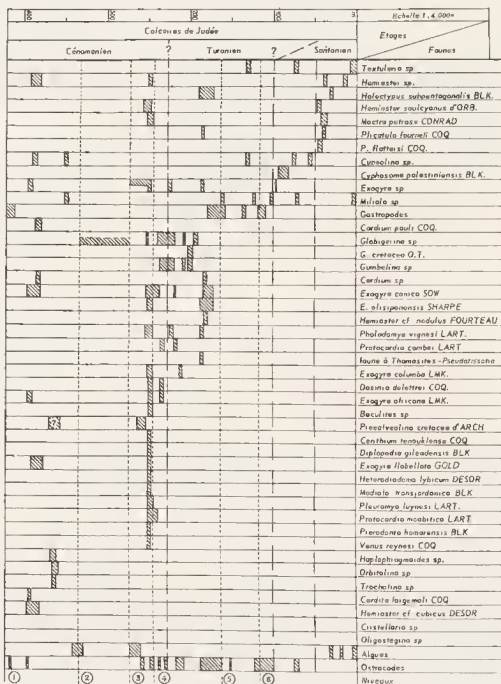 Echelle 1:4 000e
Calcaires de Judée
Etages
Cénomanien ? Turonien ? Santonien
Faunes
Textularia sp
Hemiaster sp.
Holectypus subpentagonalis BLK.
Hemiaster saulcyanus d'ORB.
Mactra petrosa CONRAD
Plicatula fourneli COQ
P. flattersi COQ.
Cuneolina sp.
Cyphosoma palestiniensis BLK.
Exogyra sp
Miliola sp
Gastropodes
Cardium pauli COQ.
Globigerina sp
G. cretacea O.T.
Gumbelina sp
Cardium sp
Exogyra conica SOW
E. olisiponensis SHARPE
Hemiaster cf. nodulus FOURTEAU
Pholadomya vignesi LART.
Protocardia combei LART
faune à Thomasites - Pseudotissotia
Exogyra columba LMK.
Dosinia delettrei COQ.
Exogyra africana LMK.
Baculites sp
Praealveolina cretacea d'ARCH
Cerithium tenouklense COQ
Diplopodia gileadensis BLK
Exogyra flabellata GOLD
Heterodiadema lybicum DESOR
Modiola transjordanica BLK
Pleuromya luynesi LART.
Protocardia moabitica LART
Pterodonta homarensis BLK
Venus reynesi COQ
Haplophragmoides sp.
Orbitolina sp
Trocholina sp
Cardita forgemoli COQ
Hemiaster cf cubicus DESOR
Cristellaria sp
Oligostegina sp
Algues
Ostracodes
1 2 3 4 5 6 Niveaux